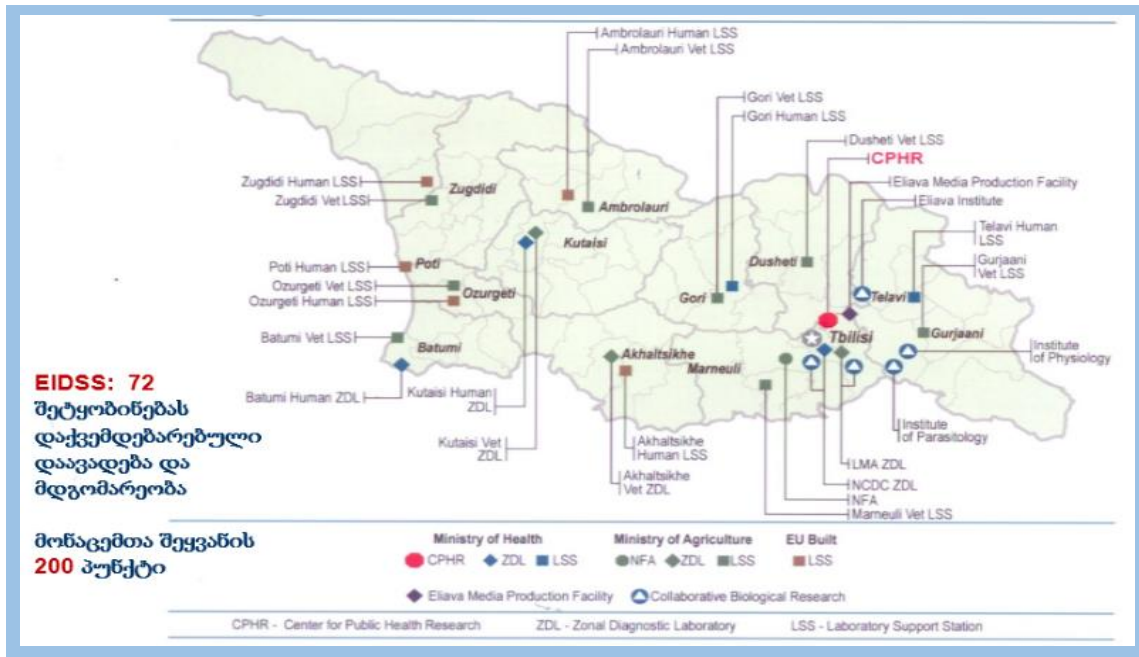 Ambrolauri Human LSS
Ambrolauri Vet LSS
Gori Vet LSS
Gori Human LSS
Dusheti Vet LSS
CPHR
Eliava Media Production Facility
Eliava Institute
Telavi Human
LSS
Gurjaani
Vet LSS
Zugdidi Human LSS
Zugdidi Vet LSS
Zugdidi
Ambrolauri
Kutaisi
Dusheti
Poti Human LSS
Poti
Ozurgeti Vet LSS
Ozurgeti Human LSS
Ozurgeti
Gori
Telavi
Gurjaani
Tbilisi
Batumi Vet LSS
Batumi
Akhaltsikhe
Marneuli
Institute
of Physiology
Batumi Human ZDL
Kutaisi Human
ZDL
Kutaisi Vet
ZDL
Akhaltsikhe
Human LSS
Akhaltsikhe
Vet ZDL
Institute
of Parasitology
LMA ZDL
NCDC ZDL
NFA
Marneuli Vet LSS
EIDSS: 72
შეტყობინებას
დაქვემდებარებული
დაავადება და
მდგომარეობა
მონაცემთა შეყვანის
200 პუნქტი
Ministry of Health
CPHR ZDL LSS
Ministry of Agriculture
NFA ZDL LSS
EU Built
LSS
Eliava Media Production Facility
Collaborative Biological Research
CPHR - Center for Public Health Research
ZDL - Zonal Diagnostic Laboratory
LSS - Laboratory Support Station